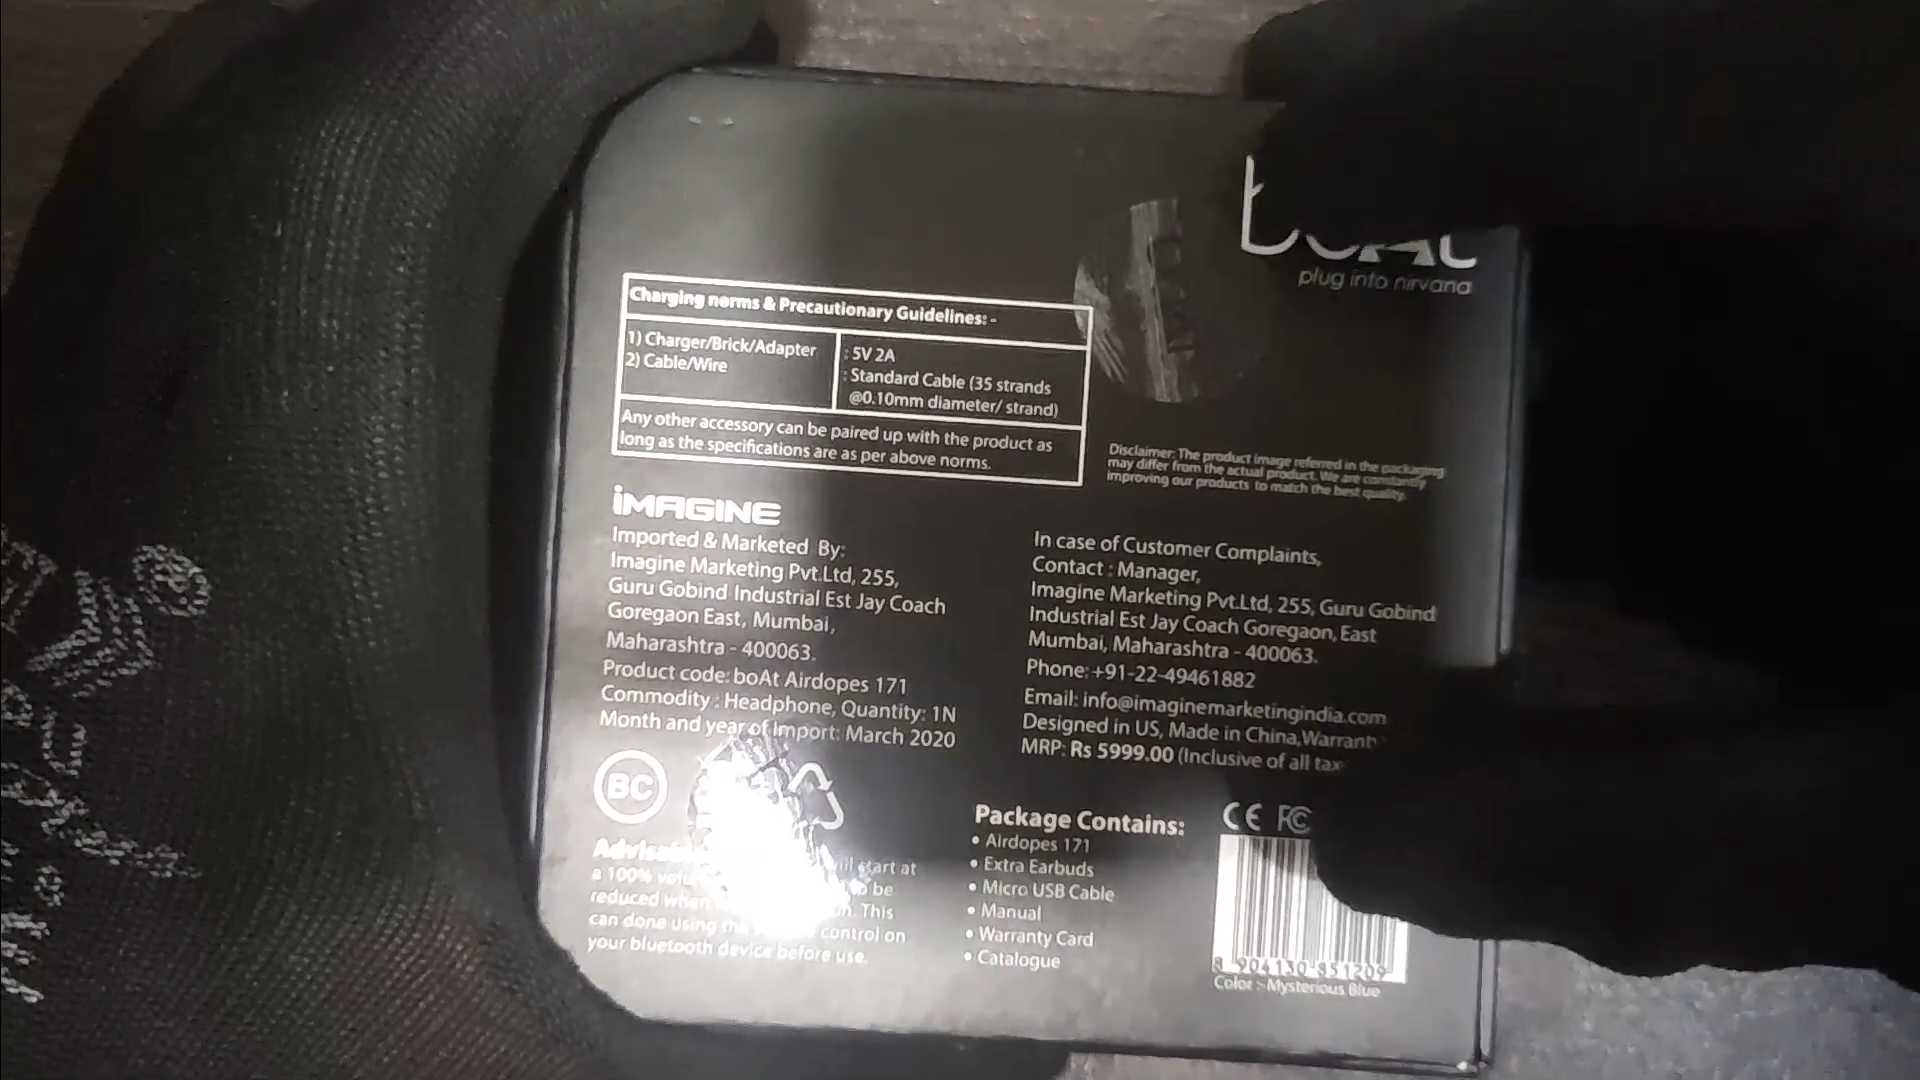 plug into nirvana
Charging norms & Precautionary Guidelines: -
1) Charger/Brick/Adapter : 5V 2A
2) Cable/Wire : Standard Cable (35 strands
@0.10mm diameter/ strand)
Any other accessory can be paired up with the product as
long as the specifications are as per above norms.
Disclaimer: The product image referred in the packaging
may differ from the actual product. We are constantly
improving our products to match the best quality.
iMAGINE
Imported & Marketed By:
Imagine Marketing Pvt.Ltd, 255,
Guru Gobind Industrial Est Jay Coach
Goregaon East, Mumbai,
Maharashtra - 400063.
Product code: boAt Airdopes 171
Commodity : Headphone, Quantity: 1N
Month and year of Import: March 2020
In case of Customer Complaints,
Contact : Manager,
Imagine Marketing Pvt.Ltd, 255, Guru Gobind
Industrial Est Jay Coach Goregaon, East
Mumbai, Maharashtra - 400063.
Phone: +91-22-49461882
Email: info@imaginemarketingindia.com
Designed in US, Made in China,
MRP: Rs 5999.00 (Inclusive of all
BC
start at
a 100%
be
reduced when This
can done using the control on
your bluetooth device before use.
Package Contains:
• Airdopes 171
• Extra Earbuds
• Micro USB Cable
• Manual
• Warranty Card
• Catalogue
CE FC
8 904130 851209
Color :- Mysterious Blue